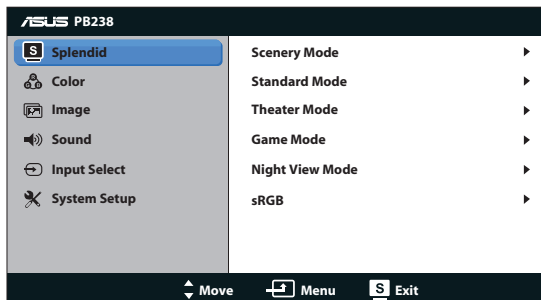 ASUS PB238
S Splendid
Color
Image
Sound
Input Select
System Setup
Scenery Mode
Standard Mode
Theater Mode
Game Mode
Night View Mode
sRGB
Move Menu S Exit